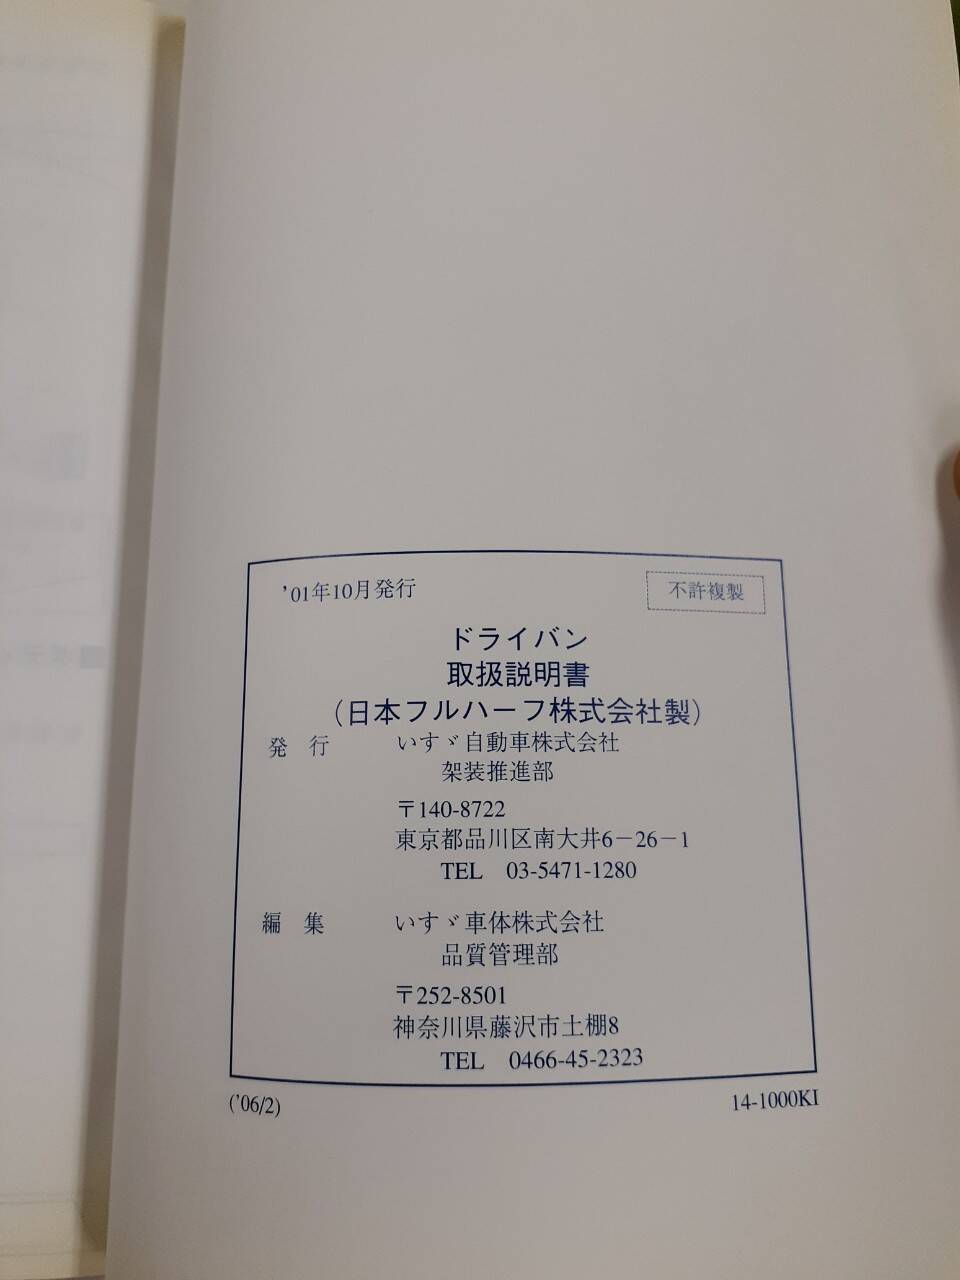 '01年10月発行
不許複製
ドライバン
取扱説明書
（日本フルハーフ株式会社製）
発 行 いすゞ自動車株式会社
架装推進部
〒140-8722
東京都品川区南大井6－26－1
TEL 03-5471-1280
編 集 いすゞ車体株式会社
品質管理部
〒252-8501
神奈川県藤沢市土棚8
TEL 0466-45-2323
('06/2)
14-1000KI